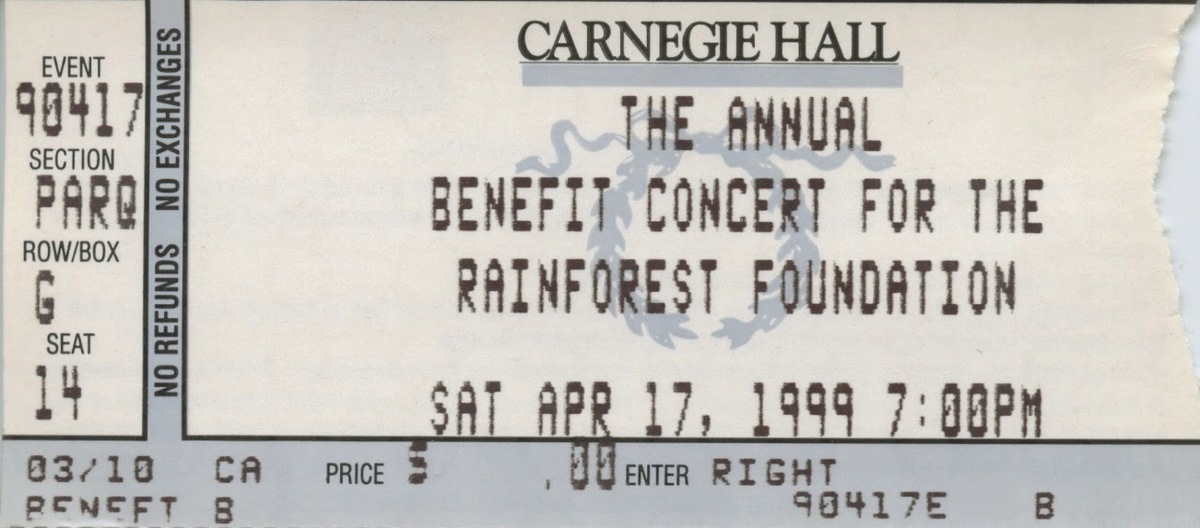 CARNEGIE HALL
THE ANNUAL
BENEFIT CONCERT FOR THE
RAINFOREST FOUNDATION
SAT APR 17, 1999 7:00PM
EVENT
90417
SECTION
PARQ
ROW/BOX
G
SEAT
14
NO REFUNDS NO EXCHANGES
03/10 CA PRICE $ .00 ENTER RIGHT
BENEFT B 90417E B